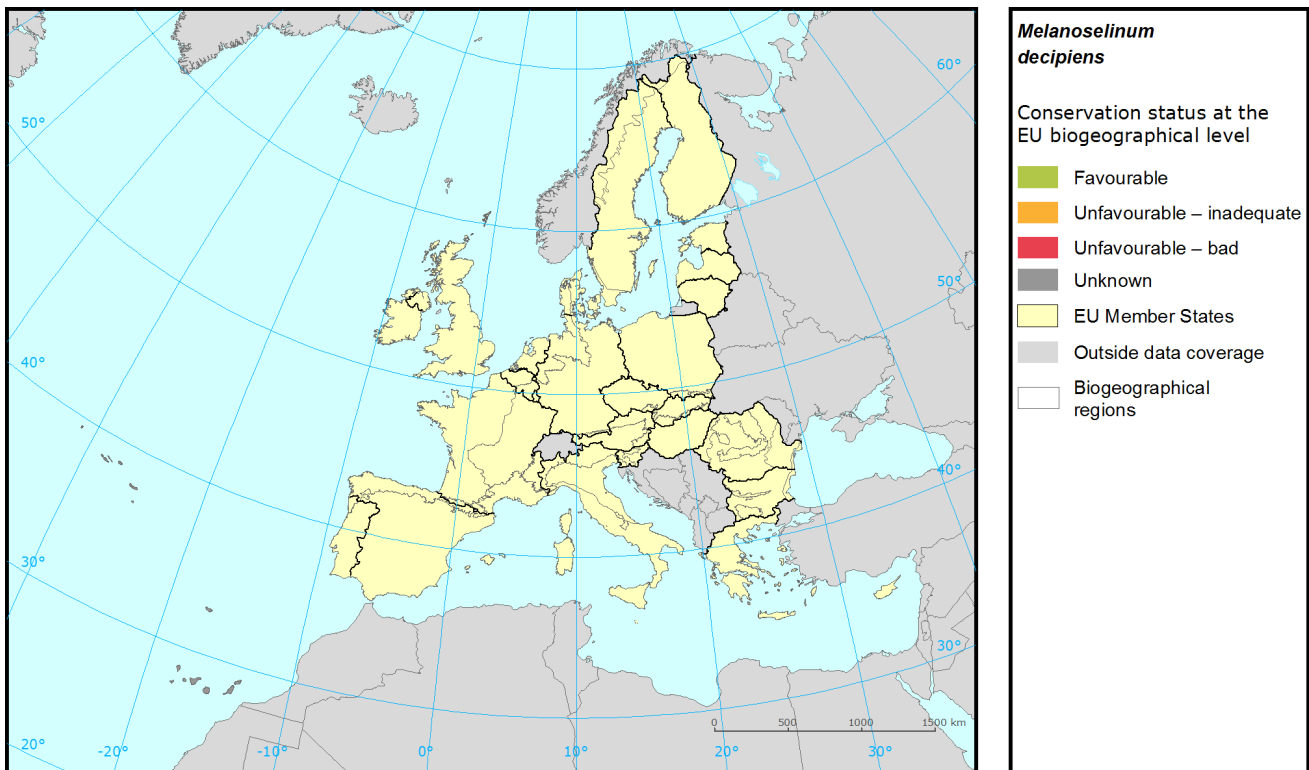 60°
50°
50°
40°
40°
30°
30°
0 500 1000 1500 km
20° -20° -10° 0° 10° 20° 30°
Melanoselinum
decipiens
Conservation status at the
EU biogeographical level
Favourable
Unfavourable – inadequate
Unfavourable – bad
Unknown
EU Member States
Outside data coverage
Biogeographical
regions